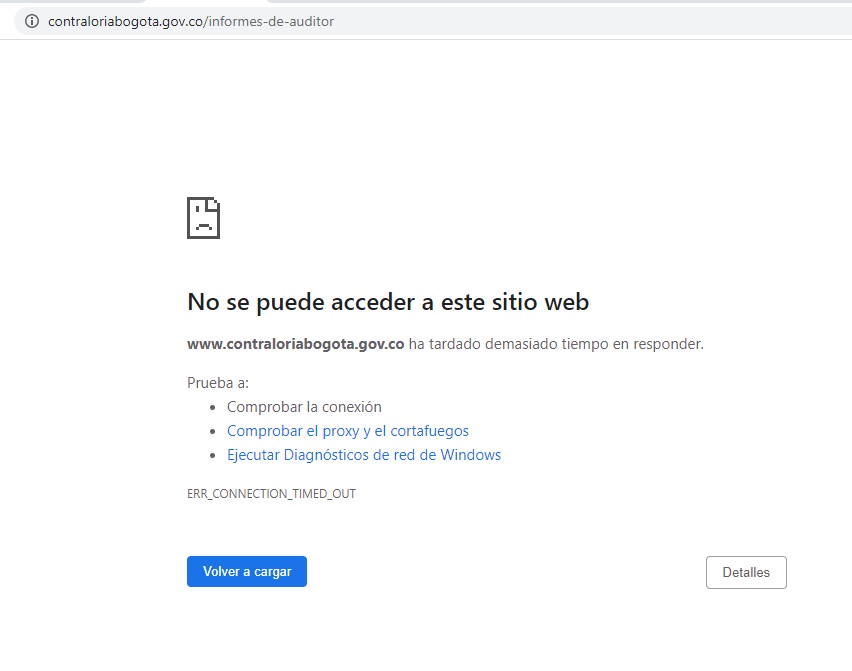 contraloriabogota.gov.co/informes-de-auditor
No se puede acceder a este sitio web
www.contraloriabogota.gov.co ha tardado demasiado tiempo en responder.
Prueba a:
• Comprobar la conexión
• Comprobar el proxy y el cortafuegos
• Ejecutar Diagnósticos de red de Windows
ERR_CONNECTION_TIMED_OUT
Volver a cargar
Detalles